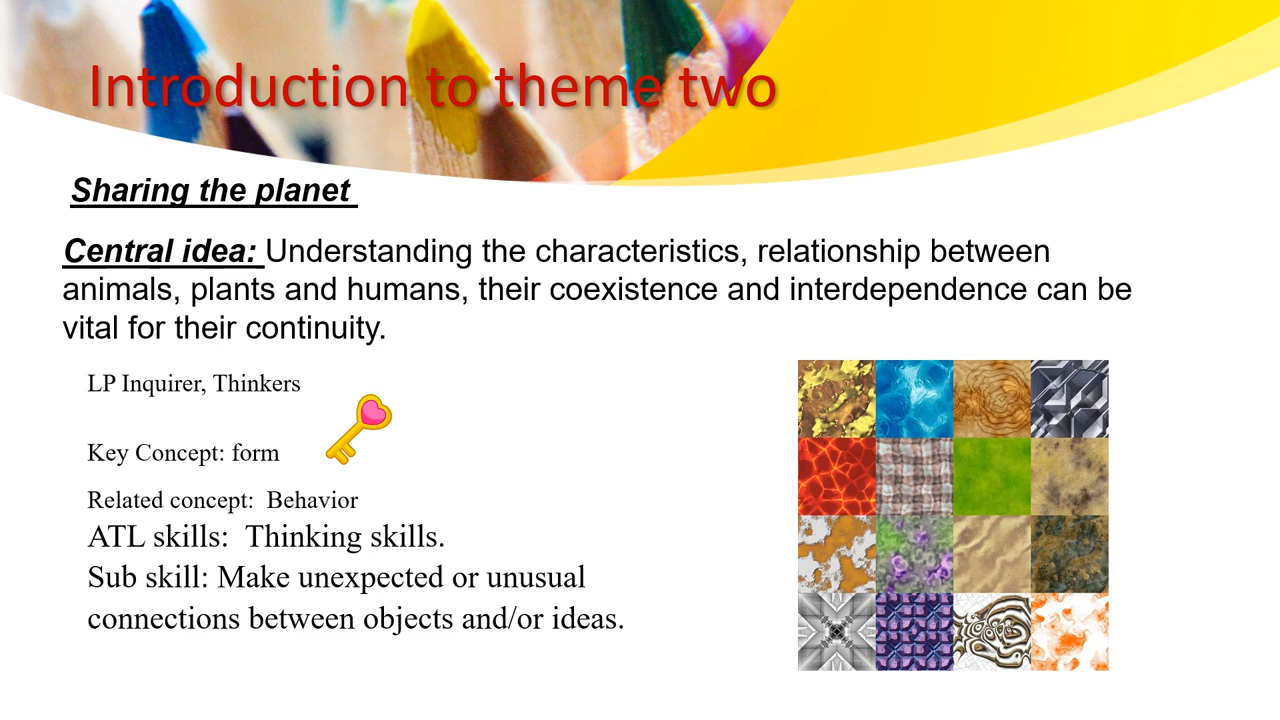 Introduction to theme two
Sharing the planet
Central idea: Understanding the characteristics, relationship between
animals, plants and humans, their coexistence and interdependence can be
vital for their continuity.
LP Inquirer, Thinkers
Key Concept: form
Related concept:  Behavior
ATL skills:  Thinking skills.
Sub skill: Make unexpected or unusual
connections between objects and/or ideas.